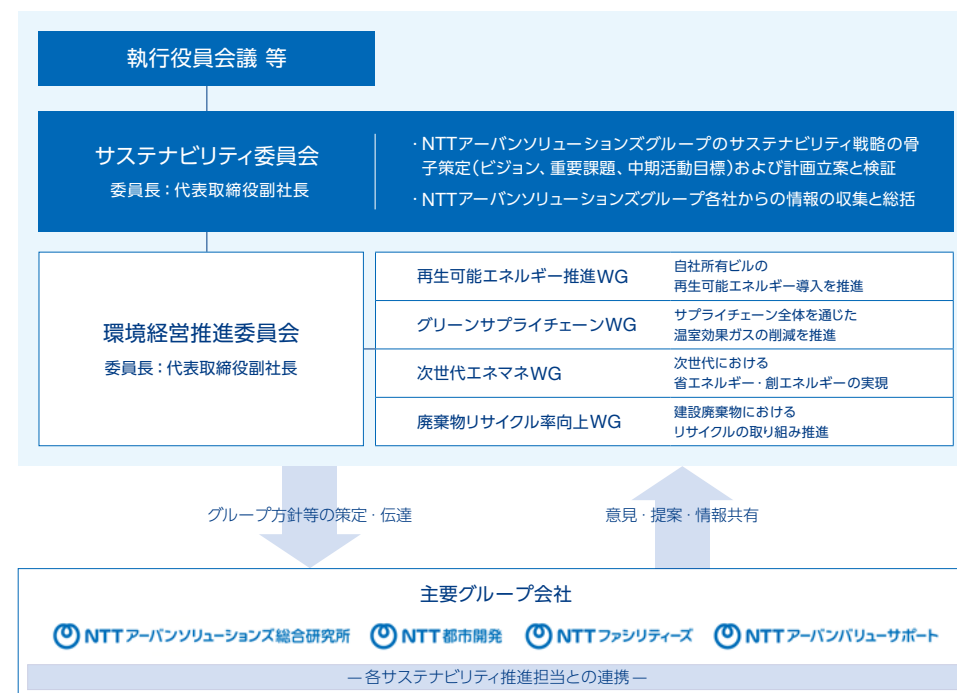 執行役員会議 等
サステナビリティ委員会
委員長：代表取締役副社長
・NTTアーバンソリューションズグループのサステナビリティ戦略の骨
子策定（ビジョン、重要課題、中期活動目標）および計画立案と検証
・NTTアーバンソリューションズグループ各社からの情報の収集と総括
環境経営推進委員会
委員長：代表取締役副社長
再生可能エネルギー推進WG
自社所有ビルの
再生可能エネルギー導入を推進
グリーンサプライチェーンWG
サプライチェーン全体を通じた
温室効果ガスの削減を推進
次世代エネマネWG
次世代における
省エネルギー・創エネルギーの実現
廃棄物リサイクル率向上WG
建設廃棄物における
リサイクルの取り組み推進
グループ方針等の策定・伝達
意見・提案・情報共有
主要グループ会社
NTTアーバンソリューションズ総合研究所
NTT都市開発
NTTファシリティーズ
NTTアーバンバリューサポート
―各サステナビリティ推進担当との連携―